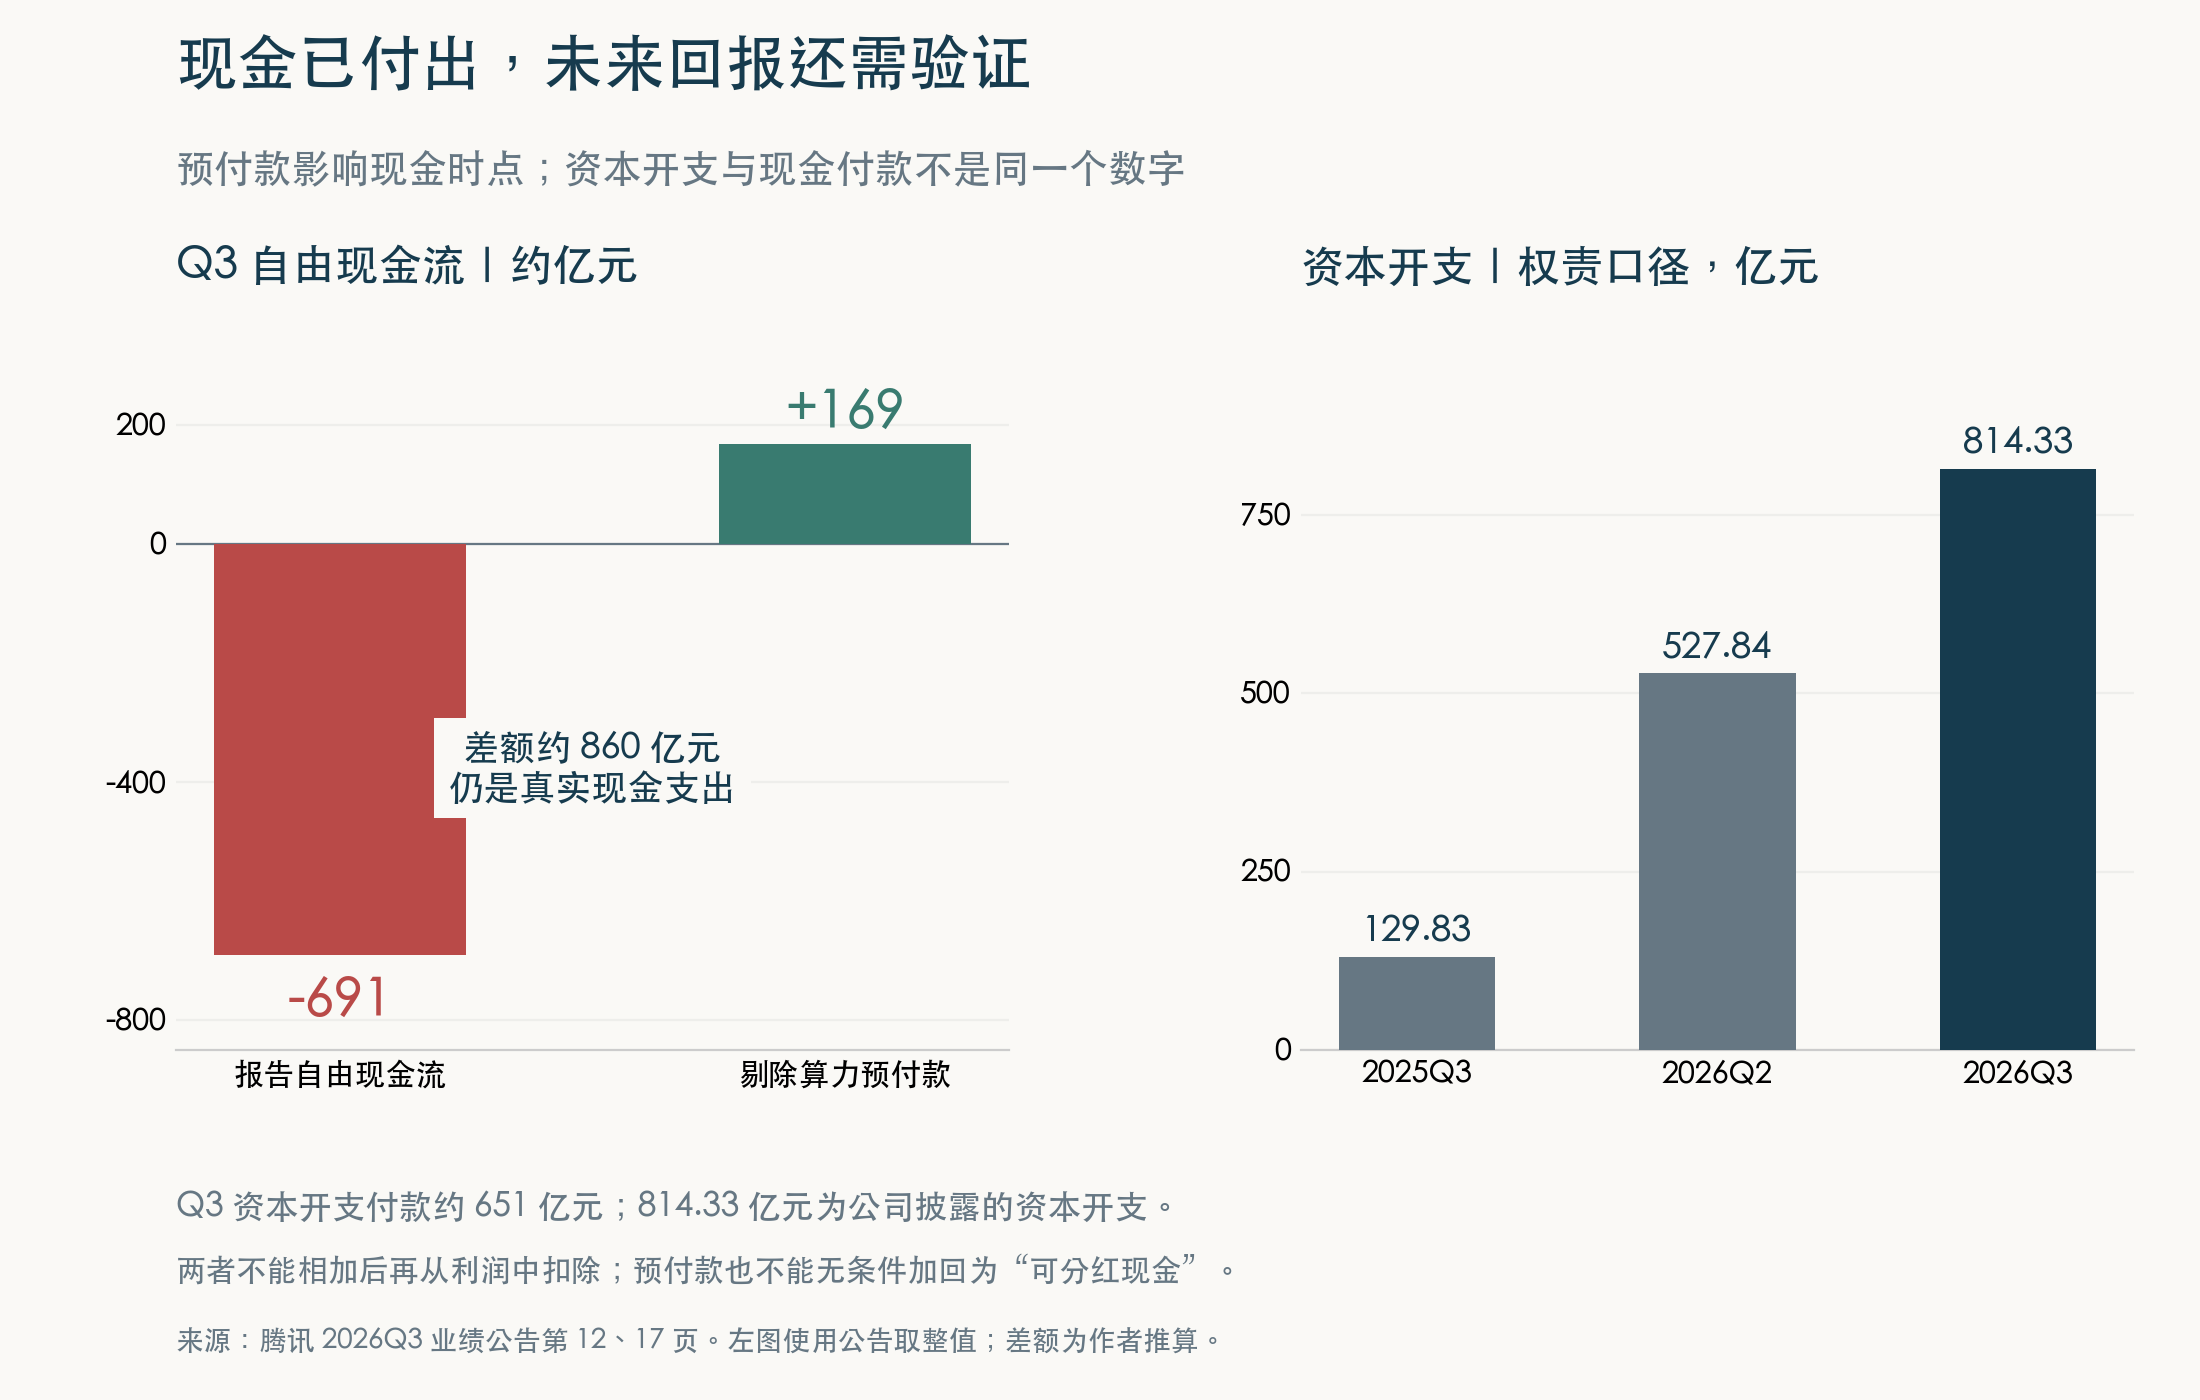 现金已付出，未来回报还需验证
预付款影响现金时点；资本开支与现金付款不是同一个数字
Q3 自由现金流｜约亿元
200
0
-400
-800
+169
-691
差额约 860 亿元
仍是真实现金支出
报告自由现金流
剔除算力预付款
资本开支｜权责口径，亿元
750
500
250
0
129.83
527.84
814.33
2025Q3
2026Q2
2026Q3
Q3 资本开支付款约 651 亿元；814.33 亿元为公司披露的资本开支。
两者不能相加后再从利润中扣除；预付款也不能无条件加回为“可分红现金”。
来源：腾讯 2026Q3 业绩公告第 12、17 页。左图使用公告取整值；差额为作者推算。